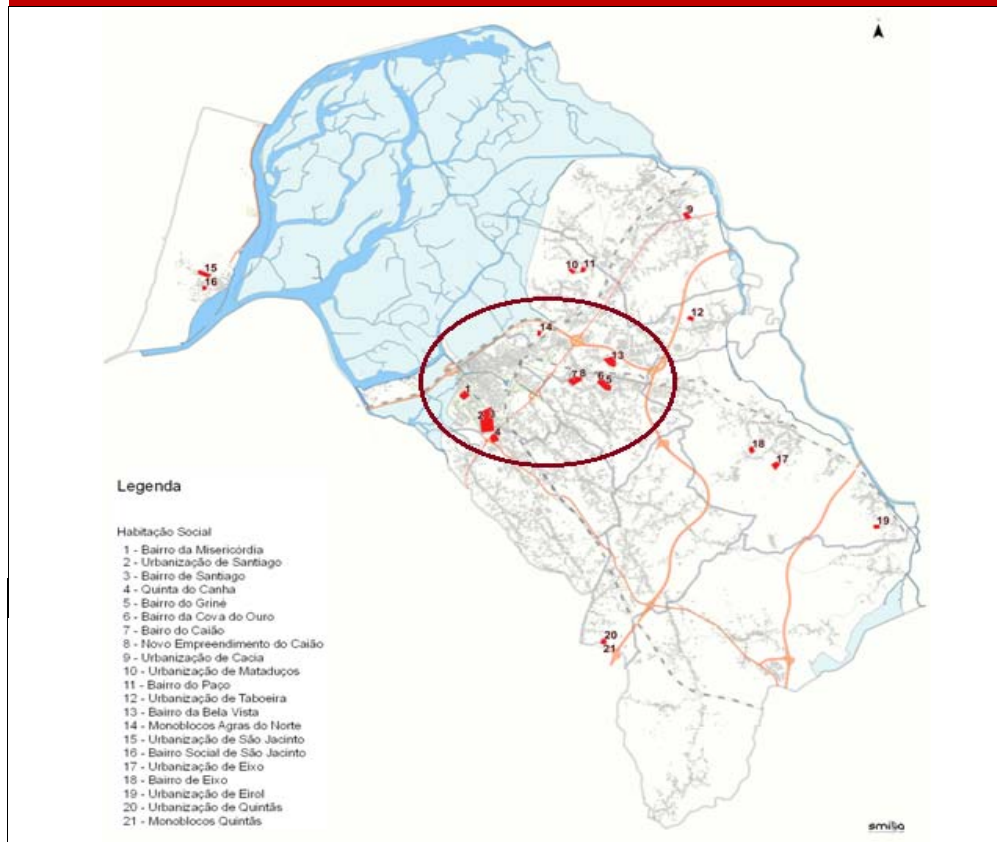 9
10 11
15
16
12
14
13
7 8
6
5
1
2 3
4
18
17
19
20
21
Legenda
Habitação Social
1 - Bairro da Misericórdia
2 - Urbanização de Santiago
3 - Bairro de Santiago
4 - Quinta do Canha
5 - Bairro do Griné
6 - Bairro da Cova do Ouro
7 - Bairo do Caião
8 - Novo Empreendimento do Caião
9 - Urbanização de Cacia
10 - Urbanização de Mataduços
11 - Bairro do Paço
12 - Urbanização de Taboeira
13 - Bairro da Bela Vista
14 - Monoblocos Agras do Norte
15 - Urbanização de São Jacinto
16 - Bairro Social de São Jacinto
17 - Urbanização de Eixo
18 - Bairro de Eixo
19 - Urbanização de Eirol
20 - Urbanização de Quintãs
21 - Monoblocos Quintãs